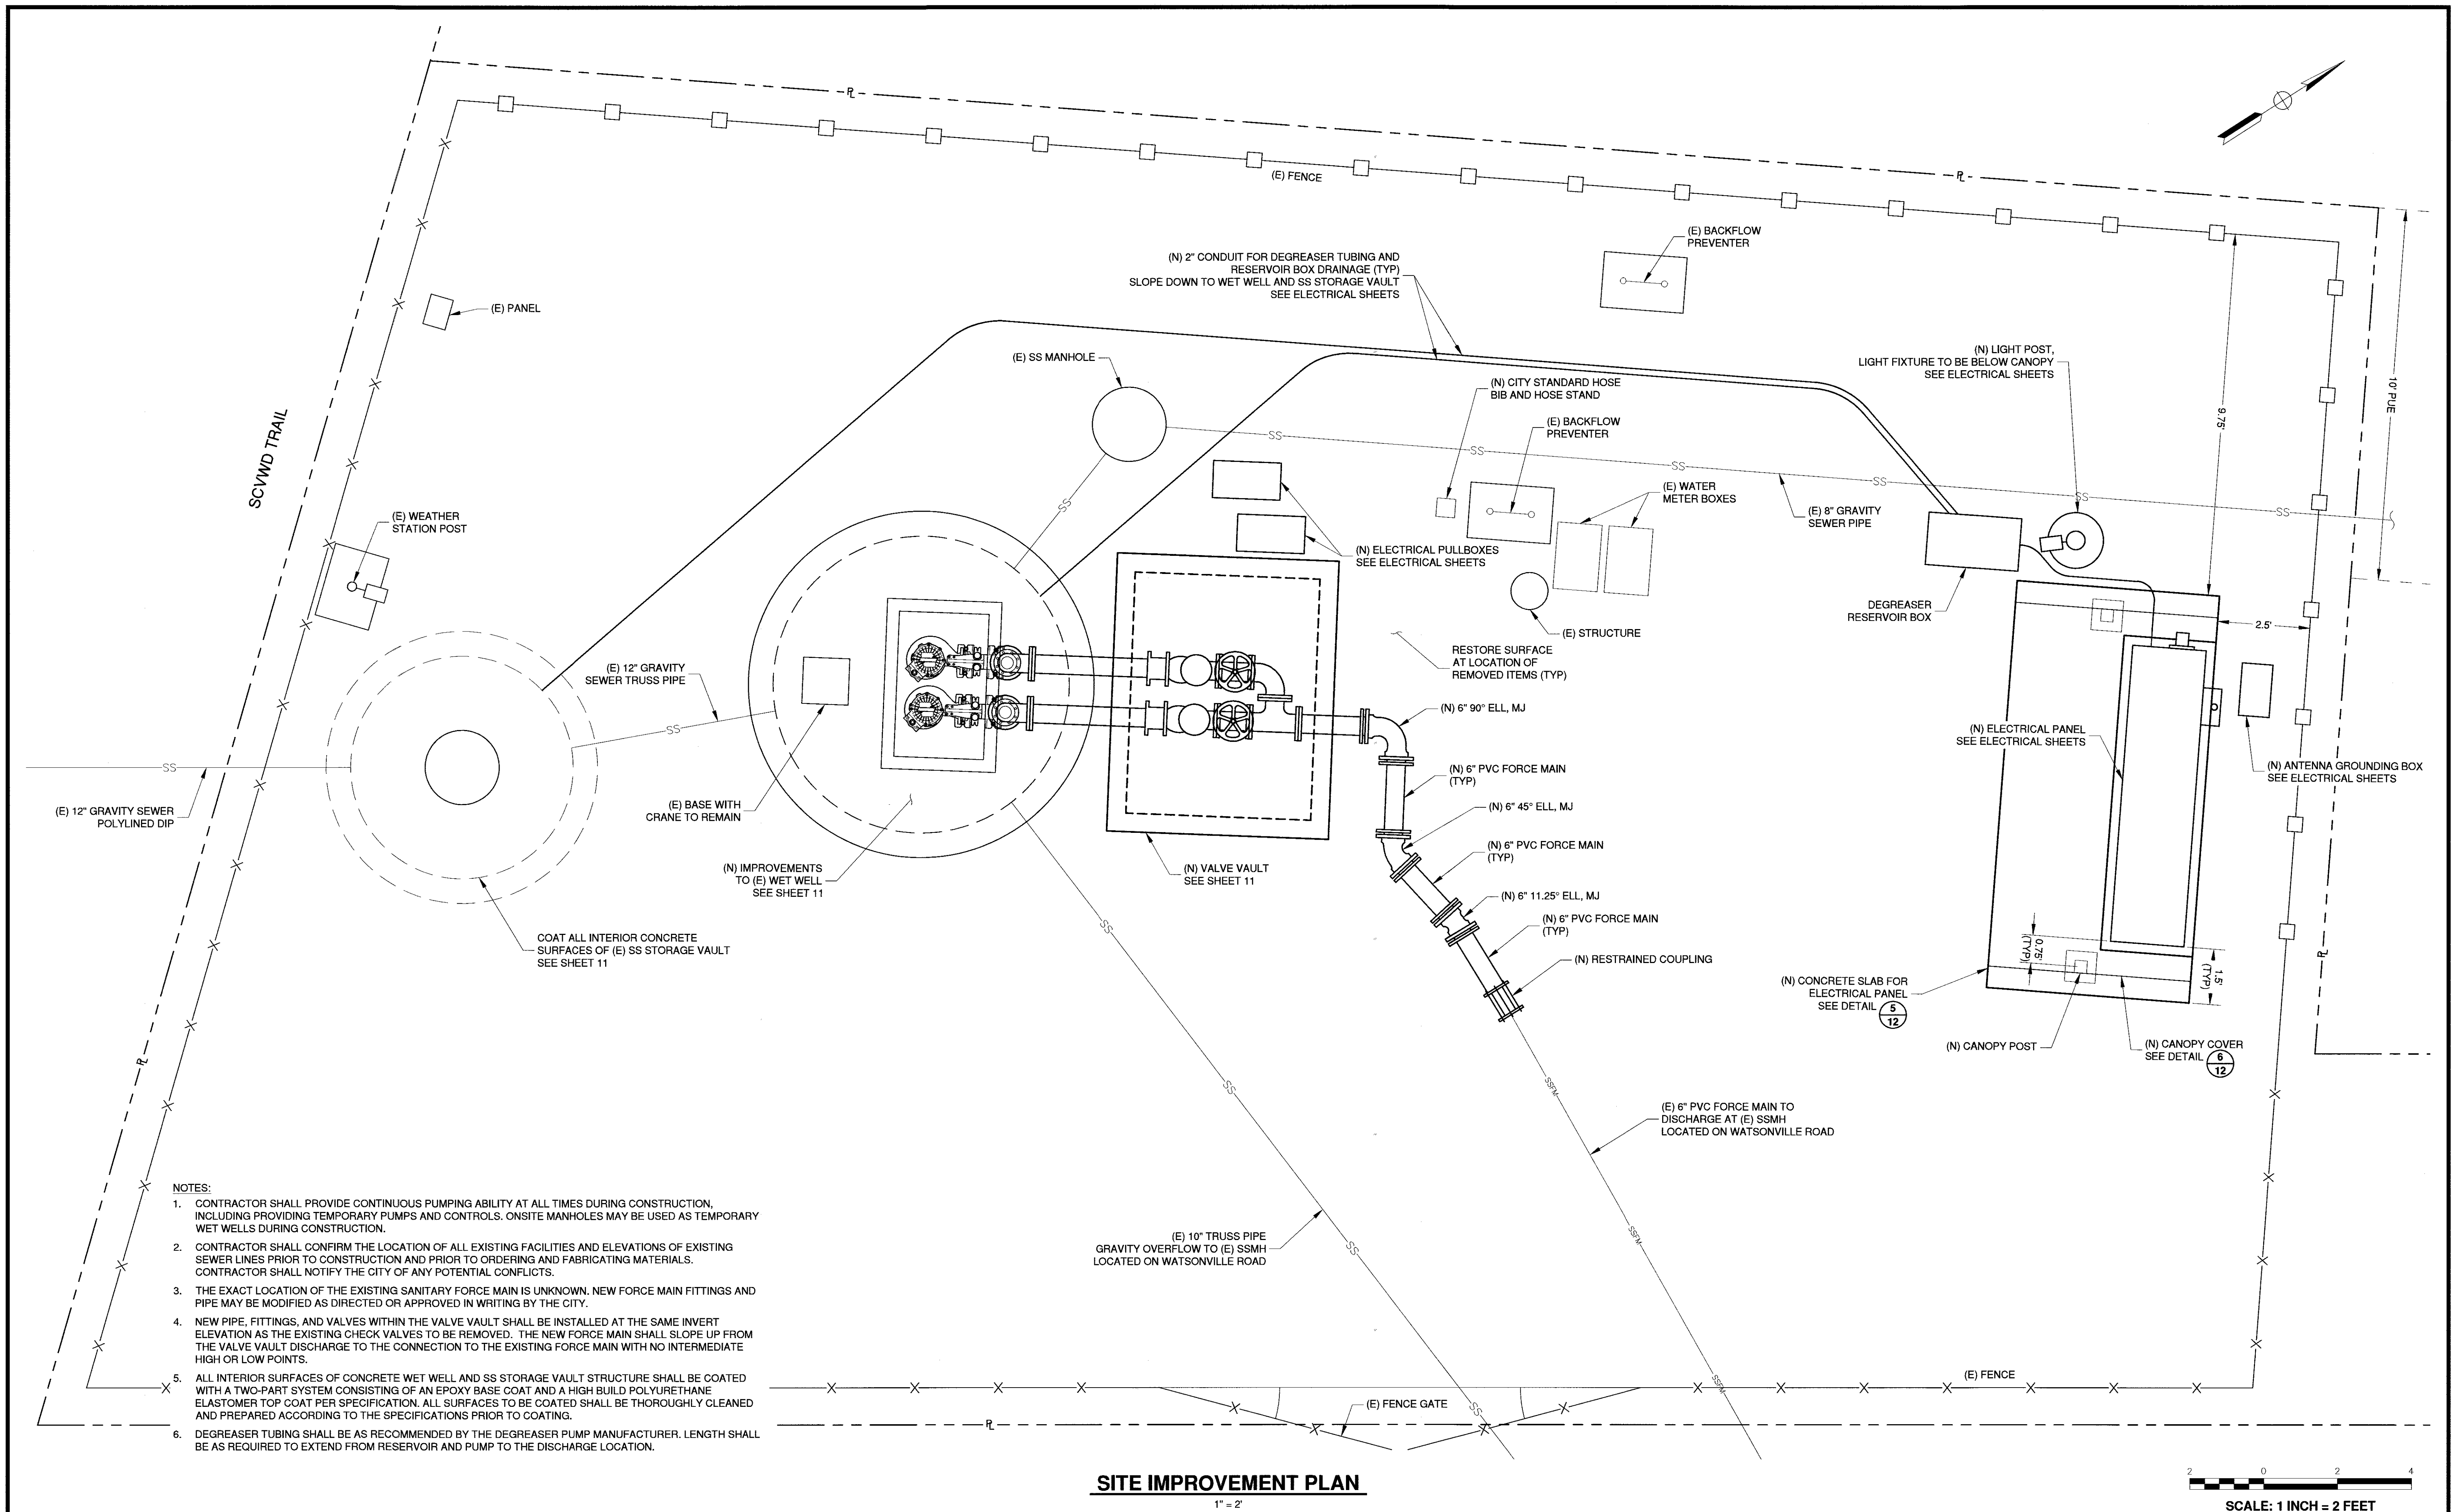 PL
(E) FENCE
PL
(E) BACKFLOW
PREVENTER
(N) 2" CONDUIT FOR DEGREASER TUBING AND
RESERVOIR BOX DRAINAGE (TYP)
SLOPE DOWN TO WET WELL AND SS STORAGE VAULT
SEE ELECTRICAL SHEETS
(E) PANEL
(E) SS MANHOLE
(N) LIGHT POST,
LIGHT FIXTURE TO BE BELOW CANOPY
SEE ELECTRICAL SHEETS
10' PUE
9.75'
(N) CITY STANDARD HOSE
BIB AND HOSE STAND
(E) BACKFLOW
PREVENTER
SCVWD TRAIL
SS
SS
SS
SS
SS
SS
SS
(E) WATER
METER BOXES
(E) 8" GRAVITY
SEWER PIPE
(E) WEATHER
STATION POST
(N) ELECTRICAL PULLBOXES
SEE ELECTRICAL SHEETS
DEGREASER
RESERVOIR BOX
2.5'
(E) STRUCTURE
RESTORE SURFACE
AT LOCATION OF
REMOVED ITEMS (TYP)
(E) 12" GRAVITY
SEWER TRUSS PIPE
SS
(N) 6" 90° ELL, MJ
(N) ELECTRICAL PANEL
SEE ELECTRICAL SHEETS
(N) ANTENNA GROUNDING BOX
SEE ELECTRICAL SHEETS
SS
(N) 6" PVC FORCE MAIN
(TYP)
(E) 12" GRAVITY SEWER
POLYLINED DIP
(E) BASE WITH
CRANE TO REMAIN
(N) 6" 45° ELL, MJ
(N) 6" PVC FORCE MAIN
(TYP)
(N) IMPROVEMENTS
TO (E) WET WELL
SEE SHEET 11
(N) VALVE VAULT
SEE SHEET 11
(N) 6" 11.25° ELL, MJ
(N) 6" PVC FORCE MAIN
(TYP)
SS
COAT ALL INTERIOR CONCRETE
SURFACES OF (E) SS STORAGE VAULT
SEE SHEET 11
(N) RESTRAINED COUPLING
0.75'
(TYP)
1.5'
(TYP)
PL
(N) CONCRETE SLAB FOR
ELECTRICAL PANEL
SEE DETAIL 5
12
(N) CANOPY POST
(N) CANOPY COVER
SEE DETAIL 6
12
PL
SS
SSFM
(E) 6" PVC FORCE MAIN TO
DISCHARGE AT (E) SSMH
LOCATED ON WATSONVILLE ROAD
(E) 10" TRUSS PIPE
GRAVITY OVERFLOW TO (E) SSMH
LOCATED ON WATSONVILLE ROAD
SS
SSFM
NOTES:
1. CONTRACTOR SHALL PROVIDE CONTINUOUS PUMPING ABILITY AT ALL TIMES DURING CONSTRUCTION,
INCLUDING PROVIDING TEMPORARY PUMPS AND CONTROLS. ONSITE MANHOLES MAY BE USED AS TEMPORARY
WET WELLS DURING CONSTRUCTION.
2. CONTRACTOR SHALL CONFIRM THE LOCATION OF ALL EXISTING FACILITIES AND ELEVATIONS OF EXISTING
SEWER LINES PRIOR TO CONSTRUCTION AND PRIOR TO ORDERING AND FABRICATING MATERIALS.
CONTRACTOR SHALL NOTIFY THE CITY OF ANY POTENTIAL CONFLICTS.
3. THE EXACT LOCATION OF THE EXISTING SANITARY FORCE MAIN IS UNKNOWN. NEW FORCE MAIN FITTINGS AND
PIPE MAY BE MODIFIED AS DIRECTED OR APPROVED IN WRITING BY THE CITY.
4. NEW PIPE, FITTINGS, AND VALVES WITHIN THE VALVE VAULT SHALL BE INSTALLED AT THE SAME INVERT
ELEVATION AS THE EXISTING CHECK VALVES TO BE REMOVED. THE NEW FORCE MAIN SHALL SLOPE UP FROM
THE VALVE VAULT DISCHARGE TO THE CONNECTION TO THE EXISTING FORCE MAIN WITH NO INTERMEDIATE
HIGH OR LOW POINTS.
5. ALL INTERIOR SURFACES OF CONCRETE WET WELL AND SS STORAGE VAULT STRUCTURE SHALL BE COATED
WITH A TWO-PART SYSTEM CONSISTING OF AN EPOXY BASE COAT AND A HIGH BUILD POLYURETHANE
ELASTOMER TOP COAT PER SPECIFICATION. ALL SURFACES TO BE COATED SHALL BE THOROUGHLY CLEANED
AND PREPARED ACCORDING TO THE SPECIFICATIONS PRIOR TO COATING.
6. DEGREASER TUBING SHALL BE AS RECOMMENDED BY THE DEGREASER PUMP MANUFACTURER. LENGTH SHALL
BE AS REQUIRED TO EXTEND FROM RESERVOIR AND PUMP TO THE DISCHARGE LOCATION.
(E) FENCE
SSFM
SS
(E) FENCE GATE
PL
SITE IMPROVEMENT PLAN
1" = 2'
2 0 2 4
SCALE: 1 INCH = 2 FEET